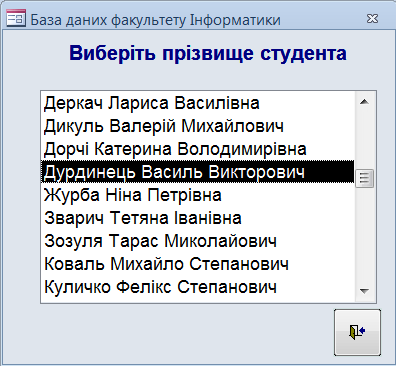 База даних факультету Інформатики
Виберіть прізвище студента
Деркач Лариса Василівна
Дикуль Валерій Михайлович
Дорчі Катерина Володимирівна
Дурдинець Василь Викторович
Журба Ніна Петрівна
Зварич Тетяна Іванівна
Зозуля Тарас Миколайович
Коваль Михайло Степанович
Куличко Фелікс Степанович